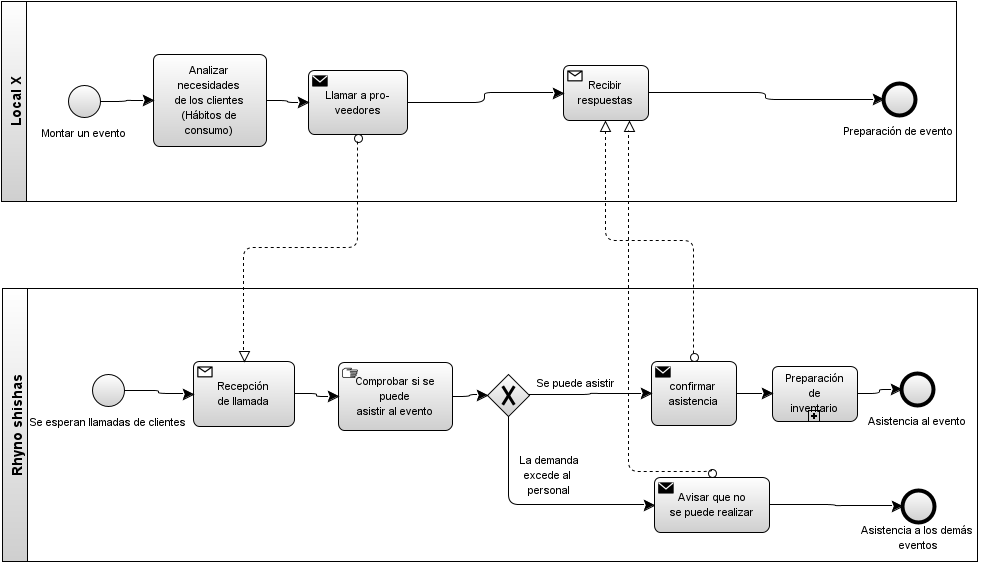 Local X
Montar un evento
Analizar
necesidades
de los clientes
(Hábitos de
consumo)
Llamar a pro-
veedores
Recibir
respuestas
Preparación de evento
Rhyno shishas
Se esperan llamadas de clientes
Recepción
de llamada
Comprobar si se
puede
asistir al evento
Se puede asistir
La demanda
excede al
personal
confirmar
asistencia
Preparación
de
inventario
Asistencia al evento
Avisar que no
se puede realizar
Asistencia a los demás
eventos